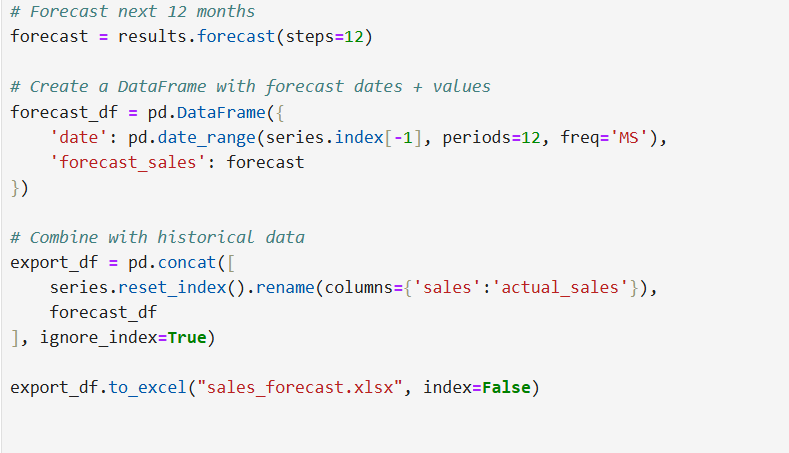 # Forecast next 12 months
forecast = results.forecast(steps=12)
# Create a DataFrame with forecast dates + values
forecast_df = pd.DataFrame({
    'date': pd.date_range(series.index[-1], periods=12, freq='MS'),
    'forecast_sales': forecast
})
# Combine with historical data
export_df = pd.concat([
    series.reset_index().rename(columns={'sales':'actual_sales'}),
    forecast_df
], ignore_index=True)
export_df.to_excel("sales_forecast.xlsx", index=False)